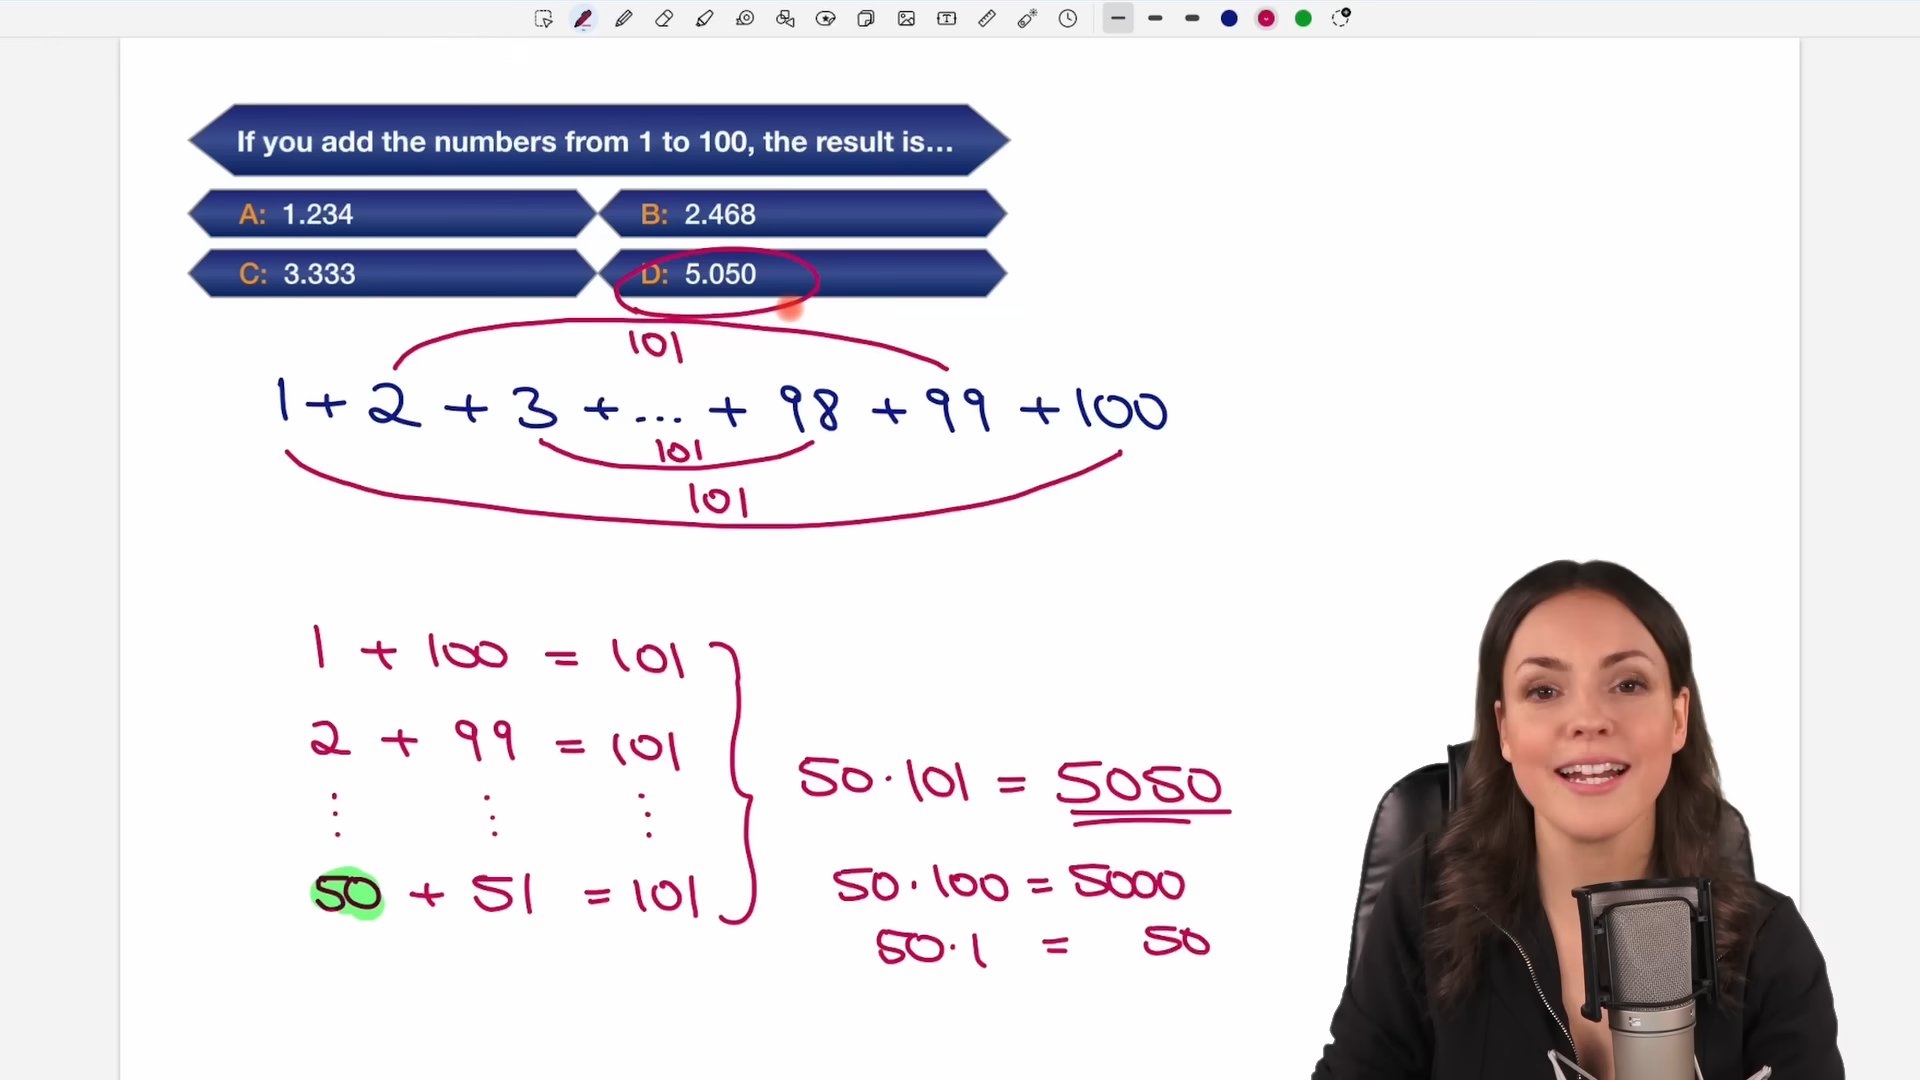 If you add the numbers from 1 to 100, the result is...
A: 1.234
B: 2.468
C: 3.333
D: 5.050
101
1 + 2 + 3 + ... + 98 + 99 + 100
101
101
1 + 100 = 101
2 + 99 = 101
⋮ ⋮ ⋮
50 + 51 = 101
50 · 101 = 5050
50 · 100 = 5000
50 · 1 = 50